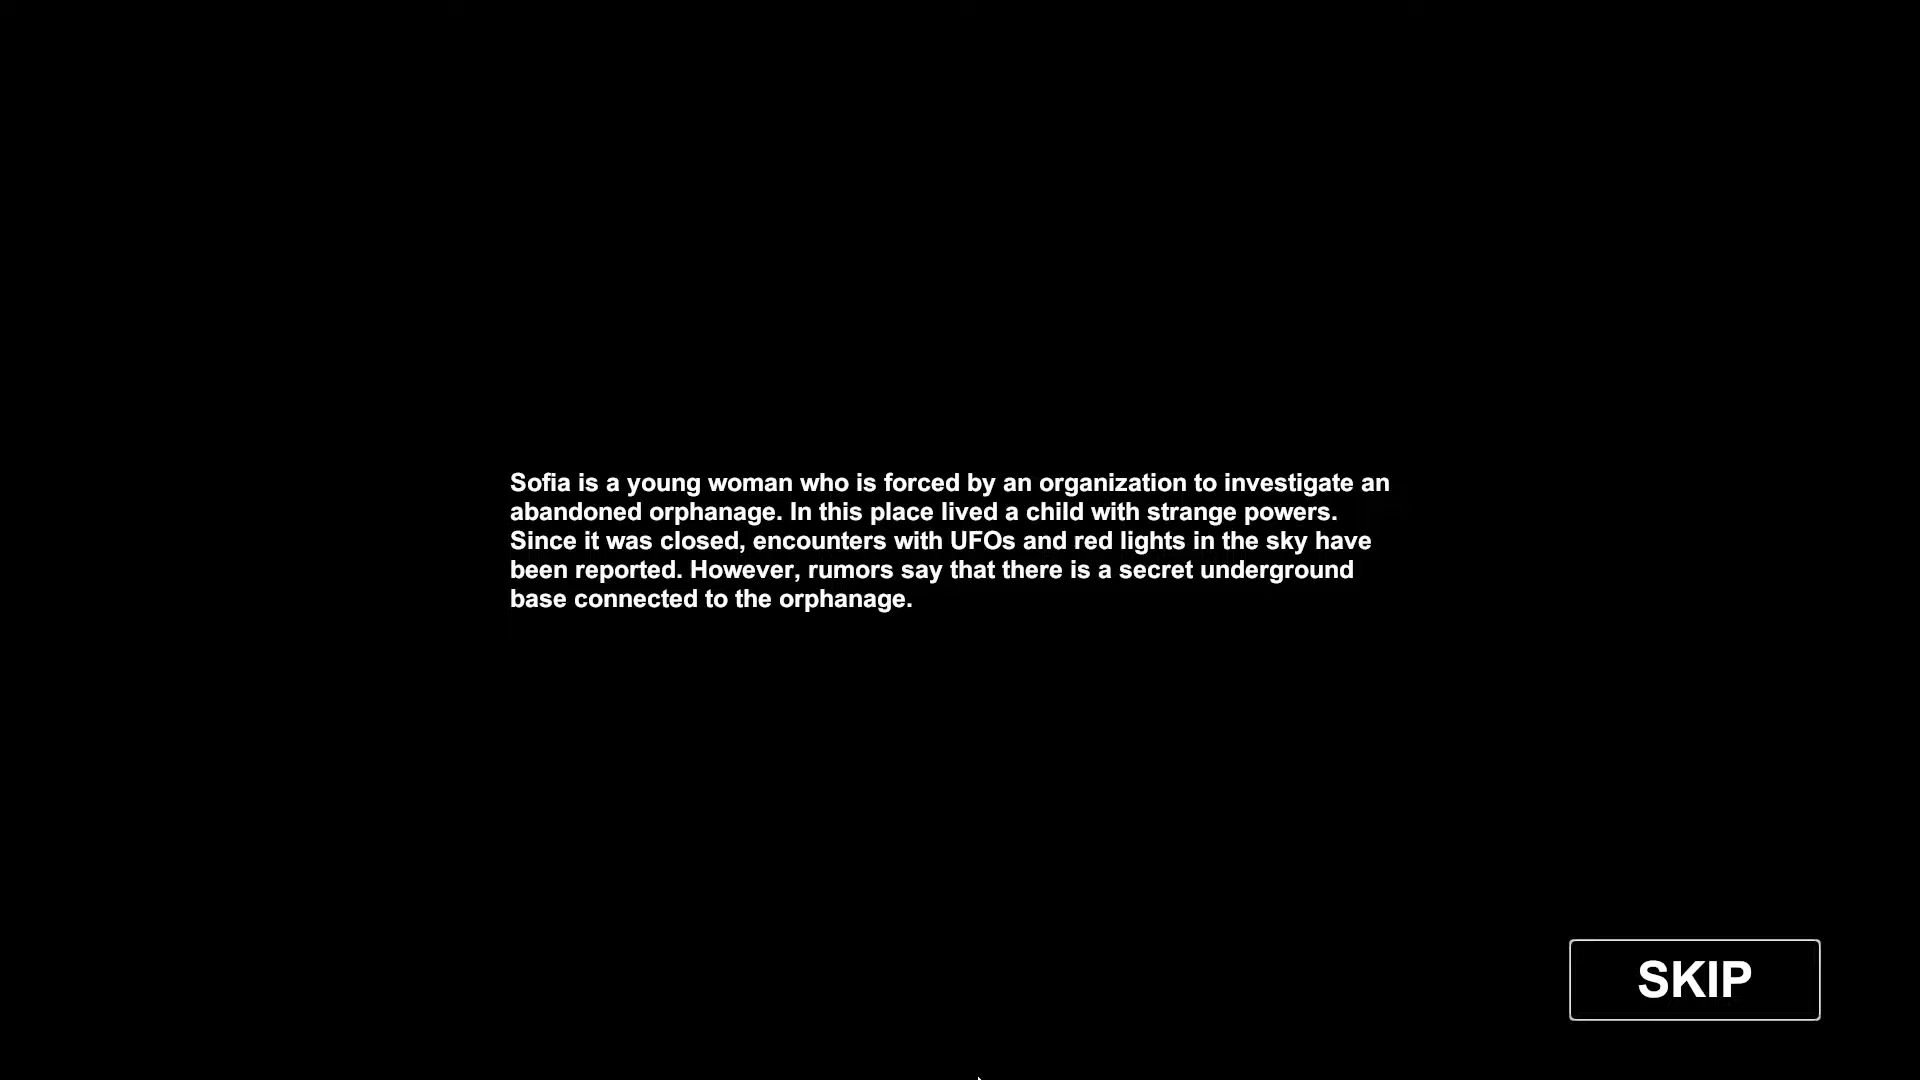 Sofia is a young woman who is forced by an organization to investigate an
abandoned orphanage. In this place lived a child with strange powers.
Since it was closed, encounters with UFOs and red lights in the sky have
been reported. However, rumors say that there is a secret underground
base connected to the orphanage.
SKIP